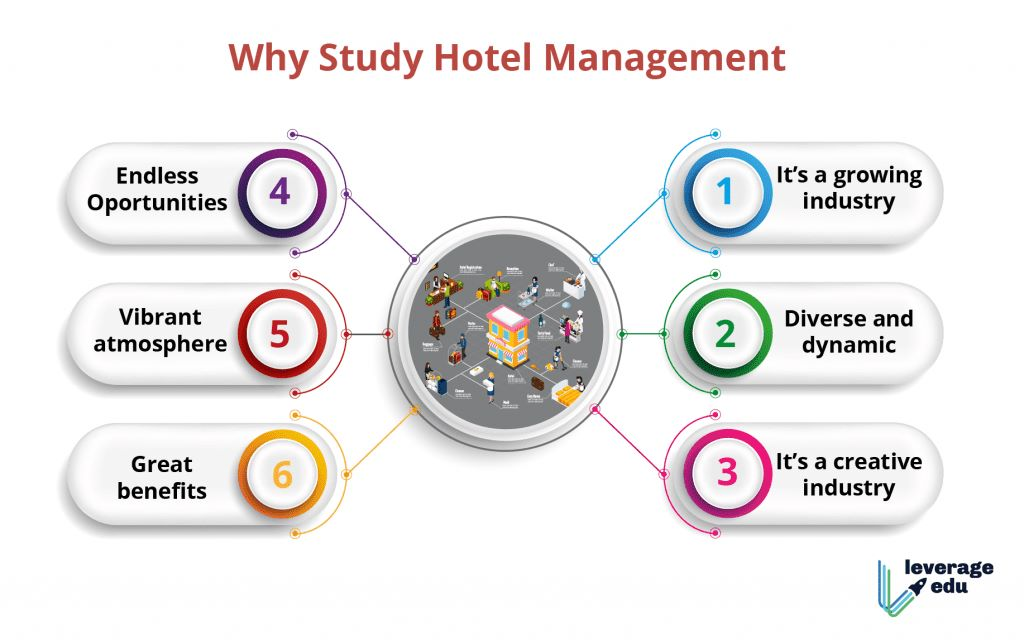 Why Study Hotel Management
1
It's a growing
industry
2
Diverse and
dynamic
3
It's a creative
industry
4
Endless
Oportunities
5
Vibrant
atmosphere
6
Great
benefits
leverage
edu